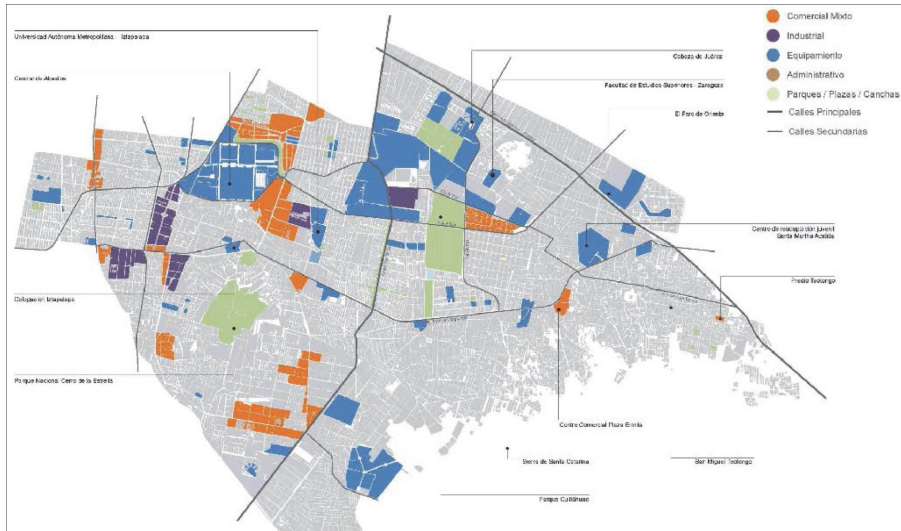 Comercial Mixto
Industrial
Equipamiento
Administrativo
Parques / Plazas / Canchas
Calles Principales
Calles Secundarias
Universidad Autónoma Metropolitana - Iztapalapa
Central de Abastos
Cabeza de Juárez
Facultad de Estudios Superiores - Zaragoza
El Faro de Oriente
Centro de readaptación juvenil
Santa Martha Acatitla
Predio Teotongo
Delegación Iztapalapa
Parque Nacional Cerro de la Estrella
Centro Comercial Plaza Ermita
Sierra de Santa Catarina
San Miguel Teotongo
Parque Cuitláhuac